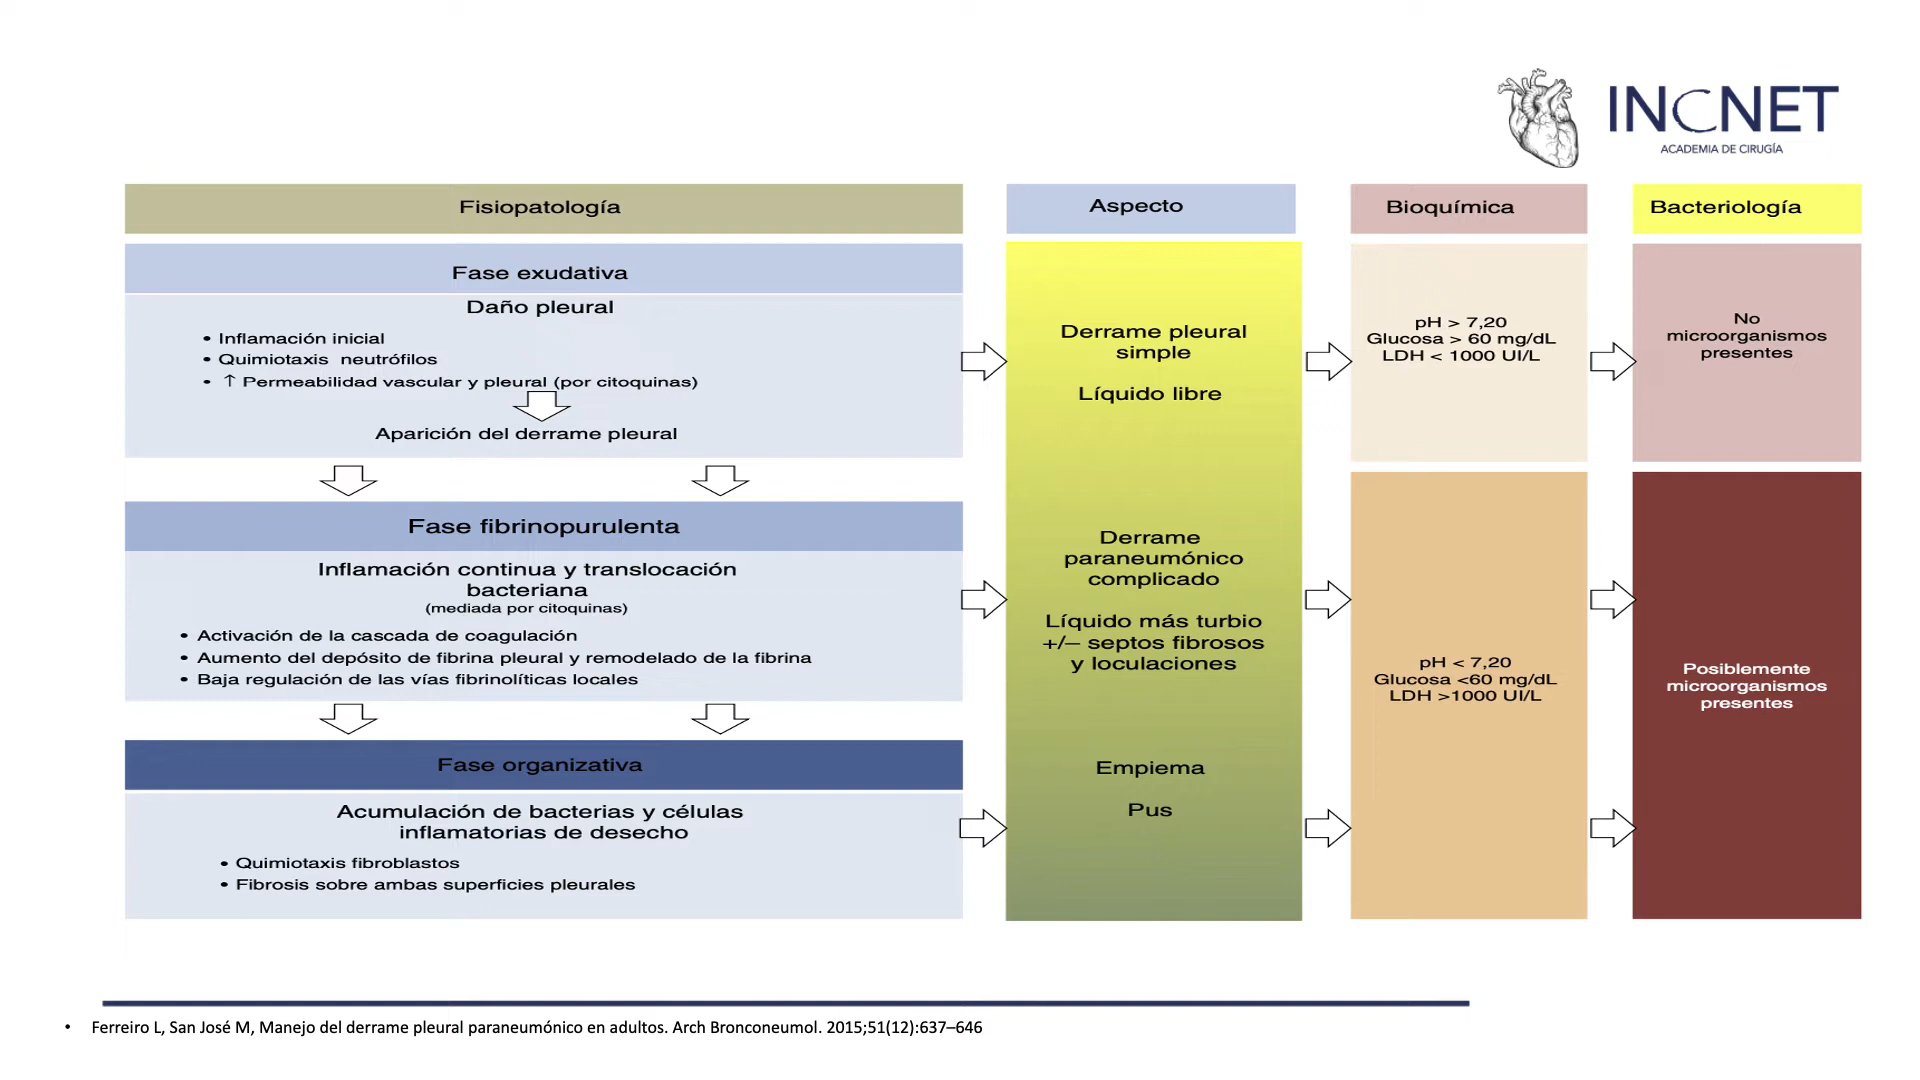 INCNET
ACADEMIA DE CIRUGÍA
Fisiopatología
Aspecto
Bioquímica
Bacteriología
Fase exudativa
Daño pleural
• Inflamación inicial
• Quimiotaxis neutrófilos
• ↑ Permeabilidad vascular y pleural (por citoquinas)
Aparición del derrame pleural
Derrame pleural
simple
Líquido libre
pH > 7,20
Glucosa > 60 mg/dL
LDH < 1000 UI/L
No
microorganismos
presentes
Fase fibrinopurulenta
Inflamación continua y translocación
bacteriana
(mediada por citoquinas)
• Activación de la cascada de coagulación
• Aumento del depósito de fibrina pleural y remodelado de la fibrina
• Baja regulación de las vías fibrinolíticas locales
Derrame
paraneumónico
complicado
Líquido más turbio
+/− septos fibrosos
y loculaciones
pH < 7,20
Glucosa <60 mg/dL
LDH >1000 UI/L
Posiblemente
microorganismos
presentes
Fase organizativa
Acumulación de bacterias y células
inflamatorias de desecho
• Quimiotaxis fibroblastos
• Fibrosis sobre ambas superficies pleurales
Empiema
Pus
• Ferreiro L, San José M, Manejo del derrame pleural paraneumónico en adultos. Arch Bronconeumol. 2015;51(12):637–646